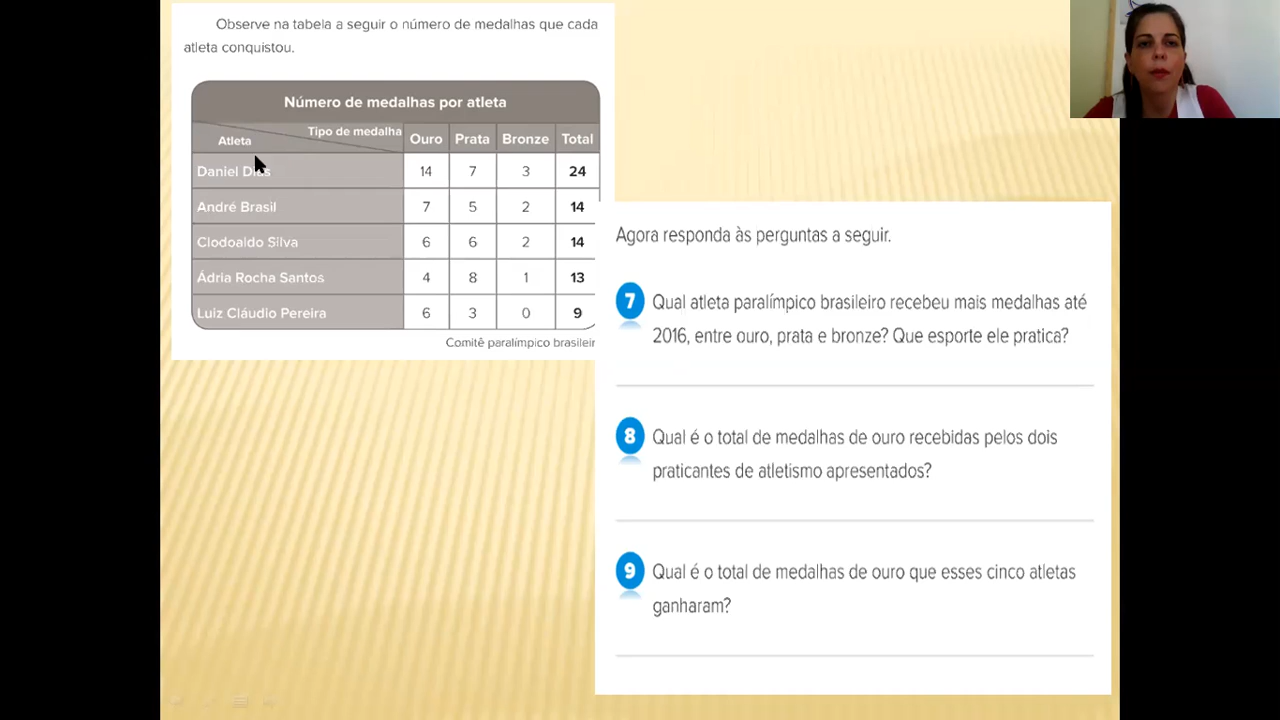 Observe na tabela a seguir o número de medalhas que cada
atleta conquistou.
Número de medalhas por atleta
Tipo de medalha
Atleta
Ouro Prata Bronze Total
Daniel Dias 14 7 3 24
André Brasil 7 5 2 14
Clodoaldo Silva 6 6 2 14
Ádria Rocha Santos 4 8 1 13
Luiz Cláudio Pereira 6 3 0 9
Comitê paralímpico brasileir
Agora responda às perguntas a seguir.
7 Qual atleta paralímpico brasileiro recebeu mais medalhas até
2016, entre ouro, prata e bronze? Que esporte ele pratica?
8 Qual é o total de medalhas de ouro recebidas pelos dois
praticantes de atletismo apresentados?
9 Qual é o total de medalhas de ouro que esses cinco atletas
ganharam?